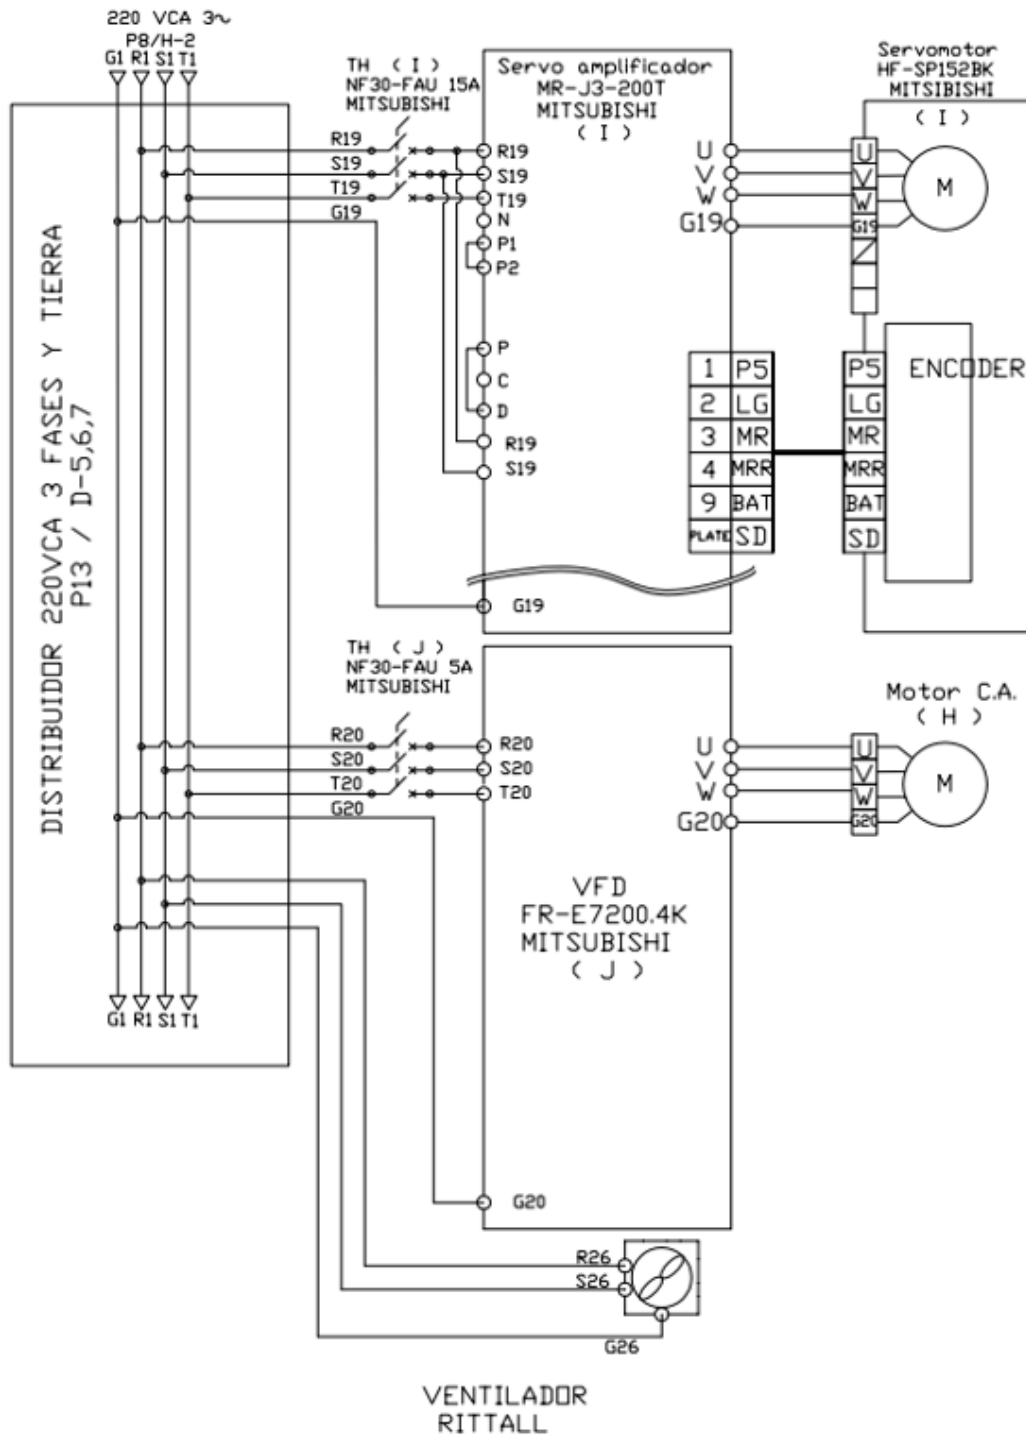 220 VCA 3~
P8/H-2
G1 R1 S1 T1
DISTRIBUIDOR 220VCA 3 FASES Y TIERRA
P13 / D-5,6,7
TH ( I )
NF30-FAU 15A
MITSUBISHI
R19
S19
T19
G19
Servo amplificador
MR-J3-200T
MITSUBISHI
( I )
R19
S19
T19
N
P1
P2
P
C
D
R19
S19
G19
U
V
W
G19
1 P5
2 LG
3 MR
4 MRR
9 BAT
PLATE SD
Servomotor
HF-SP152BK
MITSIBISHI
( I )
U
V
W
G19
M
P5
LG
MR
MRR
BAT
SD
ENCODER
TH ( J )
NF30-FAU 5A
MITSUBISHI
R20
S20
T20
G20
R20
S20
T20
U
V
W
G20
VFD
FR-E7200.4K
MITSUBISHI
( J )
G20
Motor C.A.
( H )
U
V
W
G20
M
G1 R1 S1 T1
R26
S26
G26
VENTILADOR
RITTALL